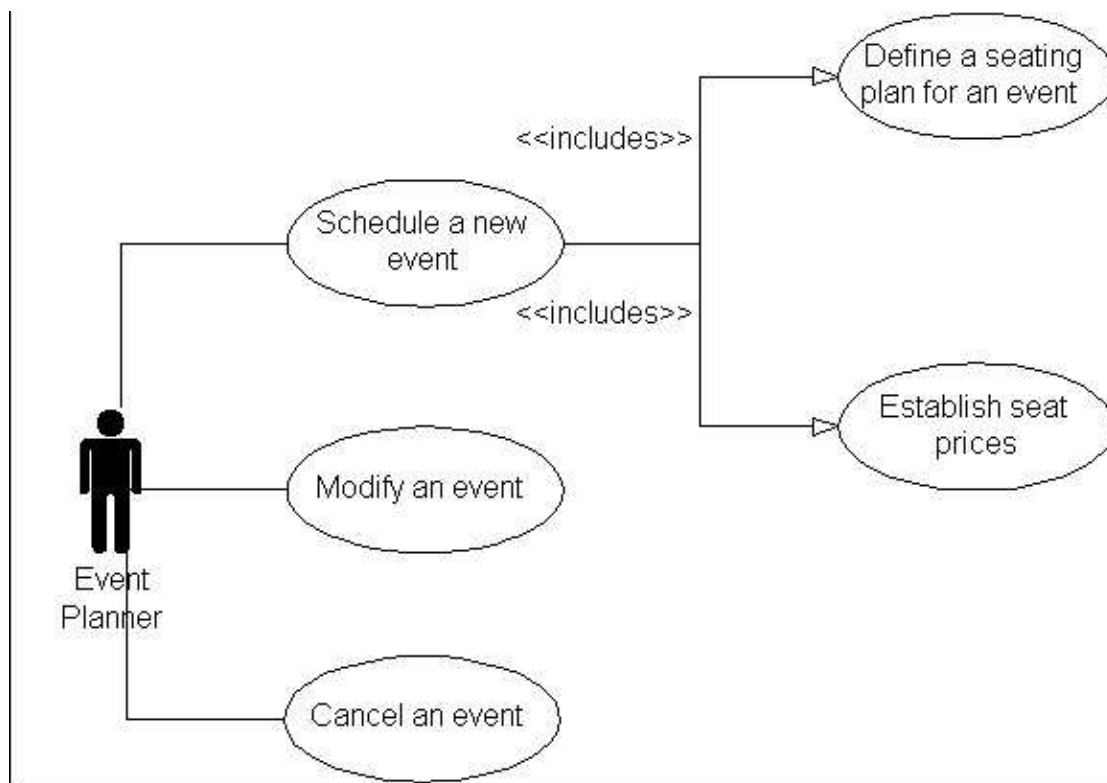 Define a seating
plan for an event
<<includes>>
Schedule a new
event
<<includes>>
Establish seat
prices
Modify an event
Event
Planner
Cancel an event